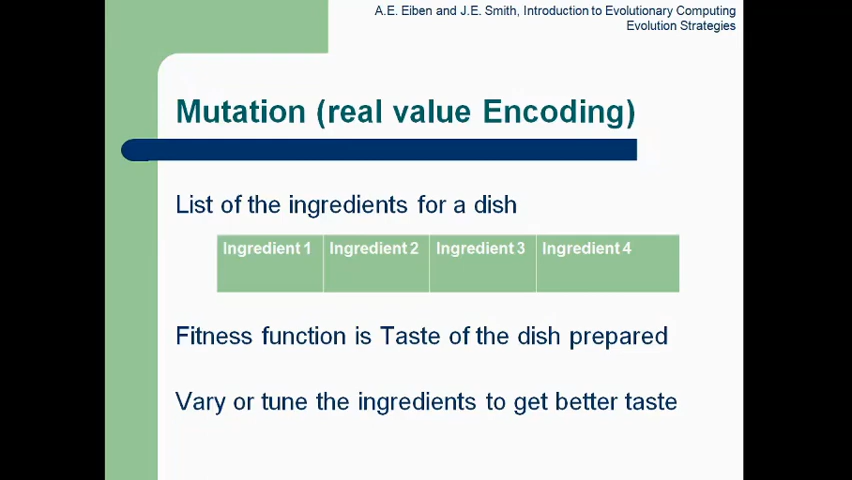 A.E. Eiben and J.E. Smith, Introduction to Evolutionary Computing
Evolution Strategies
Mutation (real value Encoding)
List of the ingredients for a dish
Ingredient 1 Ingredient 2 Ingredient 3 Ingredient 4
Fitness function is Taste of the dish prepared
Vary or tune the ingredients to get better taste